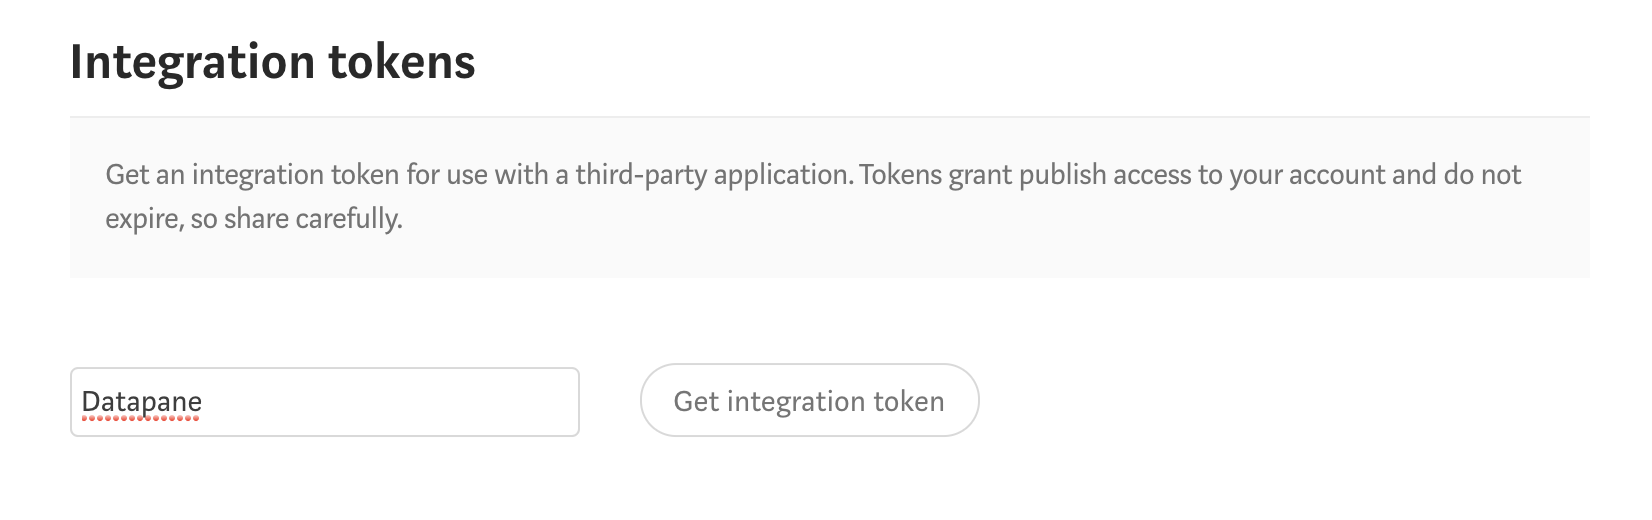 Integration tokens
Get an integration token for use with a third-party application. Tokens grant publish access to your account and do not
expire, so share carefully.
Datapane
Get integration token